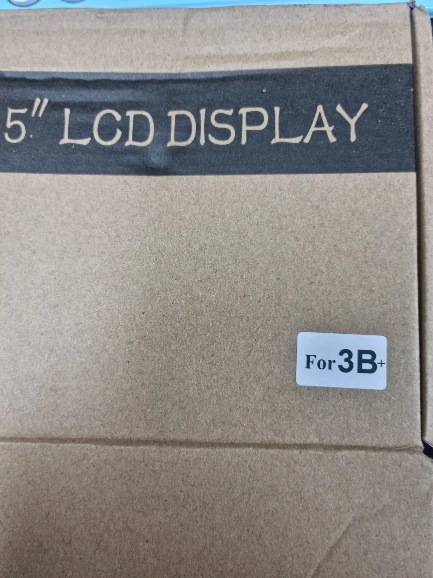 5" LCD DISPLAY
For 3B+